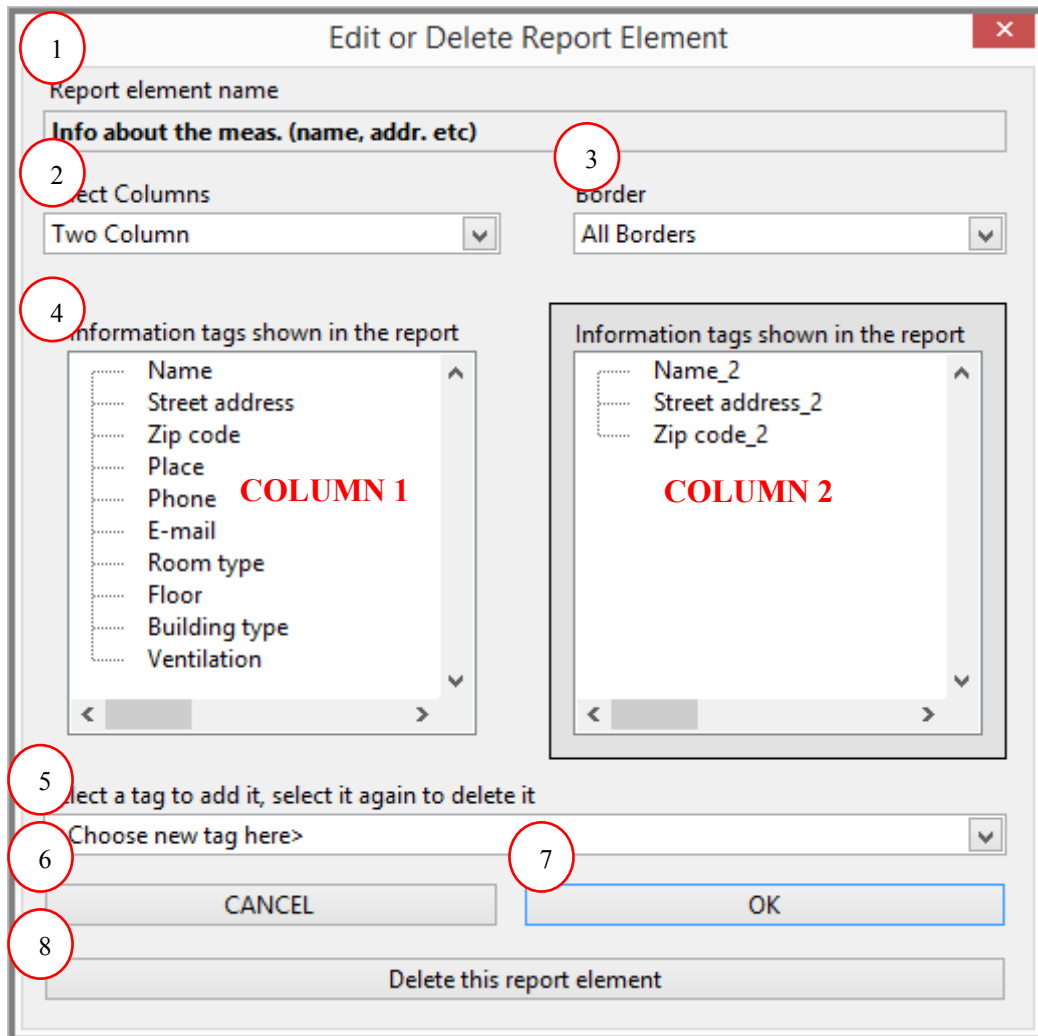 1
Edit or Delete Report Element
Report element name
Info about the meas. (name, addr. etc)
2
3
ect Columns
Border
Two Column
All Borders
4
Information tags shown in the report
Name
Street address
Zip code
Place
Phone
COLUMN 1
E-mail
Room type
Floor
Building type
Ventilation
Information tags shown in the report
Name_2
Street address_2
Zip code_2
COLUMN 2
5
elect a tag to add it, select it again to delete it
Choose new tag here>
6
7
CANCEL
OK
8
Delete this report element